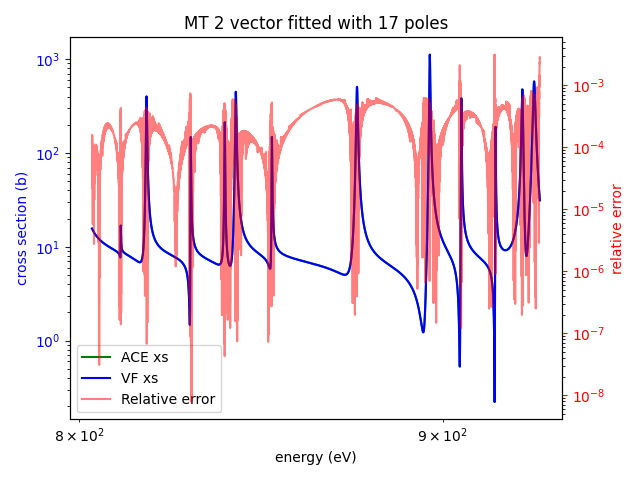 MT 2 vector fitted with 17 poles
cross section (b)
10³
10²
10¹
10⁰
10⁻³
10⁻⁴
10⁻⁵
10⁻⁶
10⁻⁷
10⁻⁸
relative error
ACE xs
VF xs
Relative error
8 × 10²
9 × 10²
energy (eV)